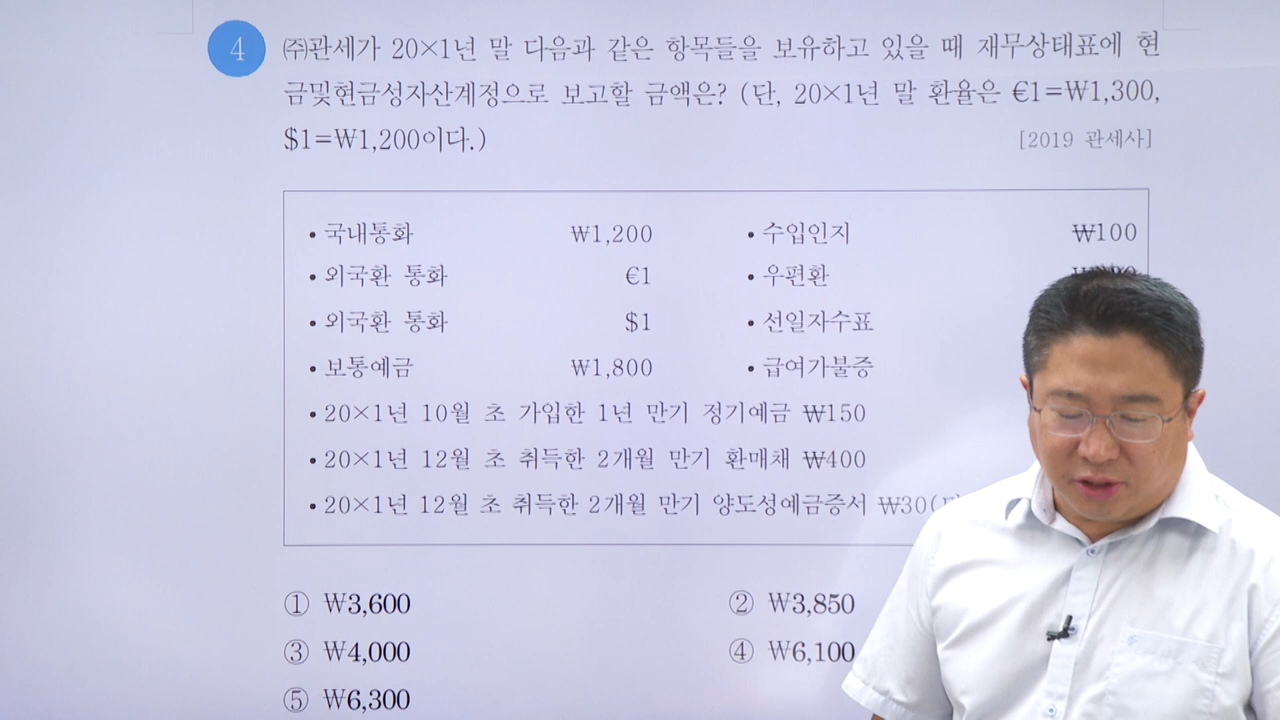 4 ㈜관세가 20×1년 말 다음과 같은 항목들을 보유하고 있을 때 재무상태표에 현
금및현금성자산계정으로 보고할 금액은? (단, 20×1년 말 환율은 €1=₩1,300,
$1=₩1,200이다.) [2019 관세사]
• 국내통화 ₩1,200 • 수입인지 ₩100
• 외국환 통화 €1 • 우편환
• 외국환 통화 $1 • 선일자수표
• 보통예금 ₩1,800 • 급여가불증
• 20×1년 10월 초 가입한 1년 만기 정기예금 ₩150
• 20×1년 12월 초 취득한 2개월 만기 환매채 ₩400
• 20×1년 12월 초 취득한 2개월 만기 양도성예금증서 ₩30(
① ₩3,600 ② ₩3,850
③ ₩4,000 ④ ₩6,100
⑤ ₩6,300